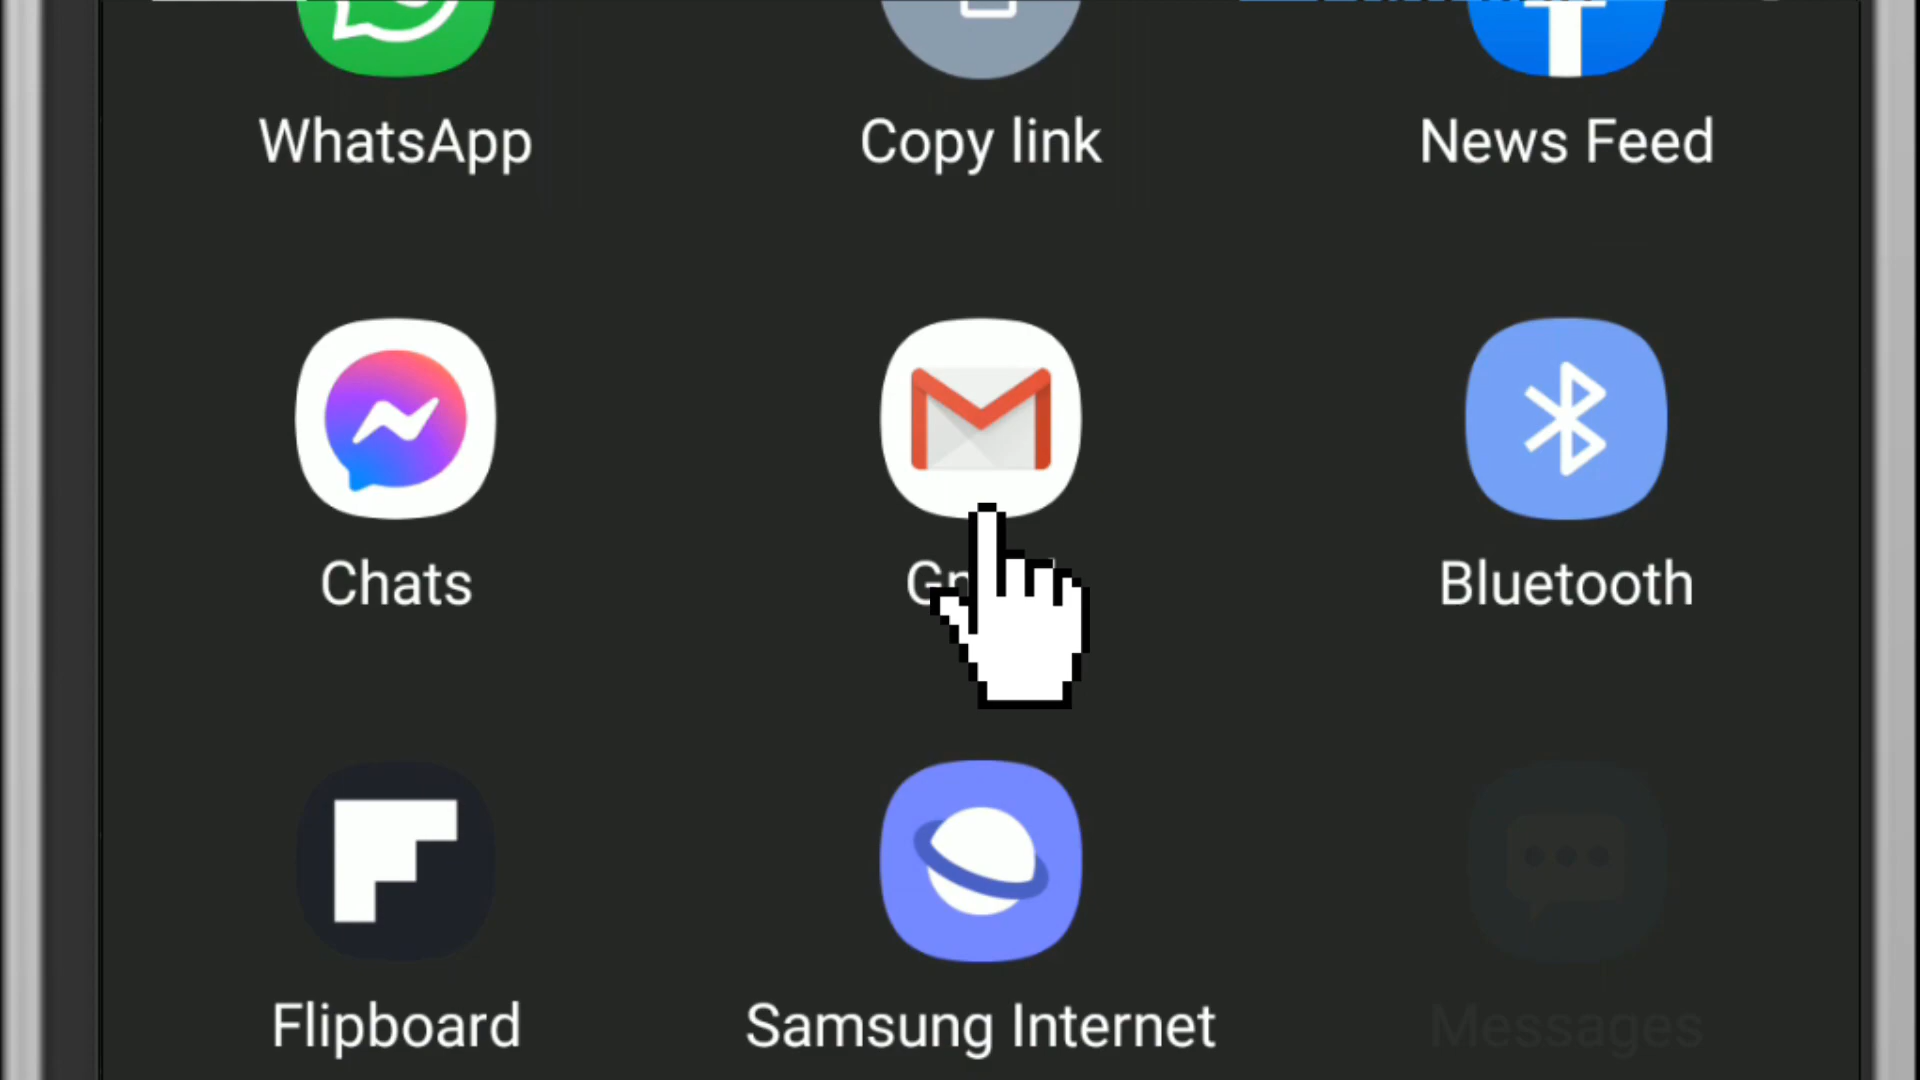 WhatsApp
Copy link
News Feed
Chats
Bluetooth
Flipboard
Samsung Internet
Messages